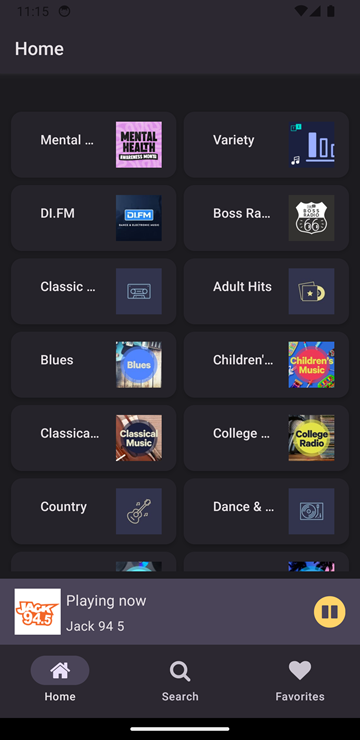 11:15
Home
Mental ...
MENTAL
HEALTH
AWARENESS MONTH
Variety
DI.FM
DI.FM
Boss Ra...
BOSS
RADIO
66
Classic ...
Adult Hits
Blues
Blues
Children'...
Children's
Music
Classica...
Classical
Music
College ...
College
Radio
Country
Dance & ...
JACK
94.5
Playing now
Jack 94 5
Home
Search
Favorites